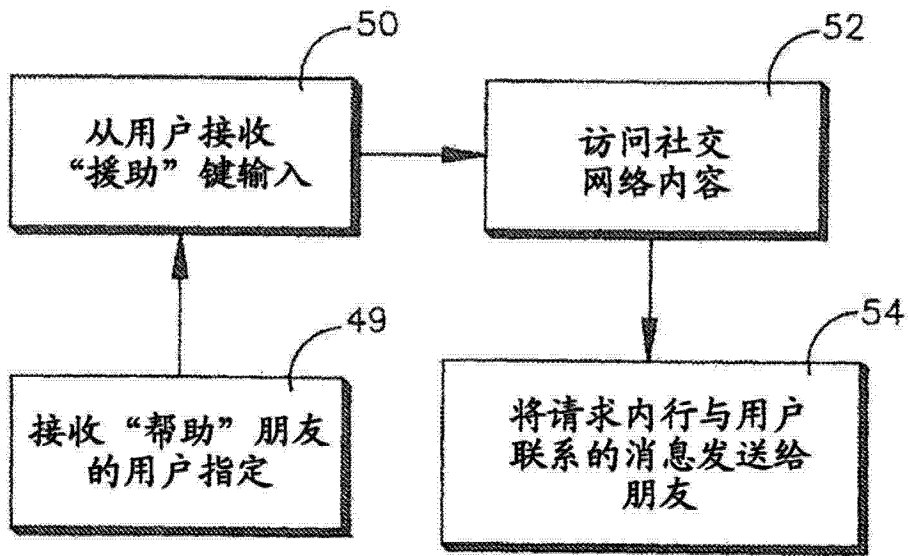 50
从用户接收
“援助”键输入
52
访问社交
网络内容
49
接收“帮助”朋友
的用户指定
54
将请求内行与用户
联系的消息发送给
朋友